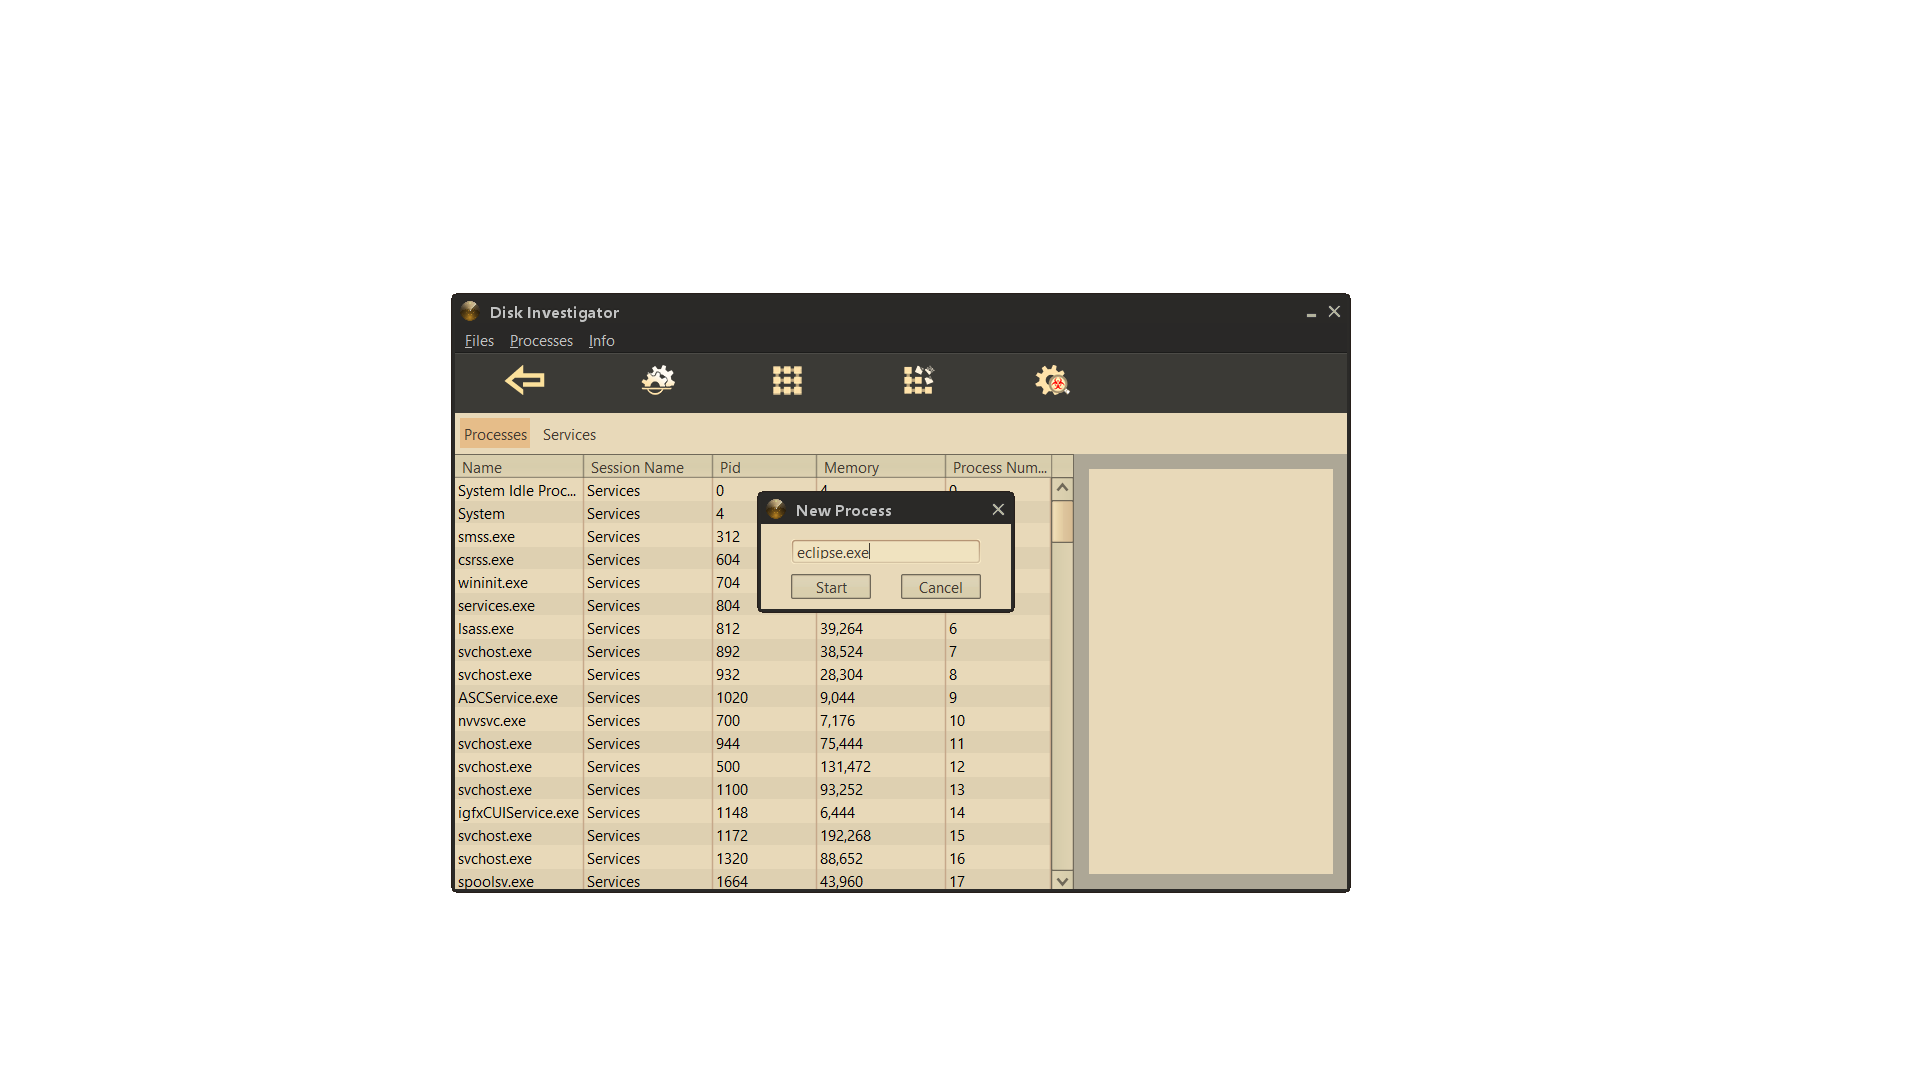 Disk Investigator
Files Processes Info
Processes Services
Name Session Name Pid Memory Process Num...
System Idle Proc... Services 0 4 0
System Services 4
smss.exe Services 312
csrss.exe Services 604
wininit.exe Services 704
services.exe Services 804
New Process
eclipse.exe
Start Cancel
lsass.exe Services 812 39,264 6
svchost.exe Services 892 38,524 7
svchost.exe Services 932 28,304 8
ASCService.exe Services 1020 9,044 9
nvvsvc.exe Services 700 7,176 10
svchost.exe Services 944 75,444 11
svchost.exe Services 500 131,472 12
svchost.exe Services 1100 93,252 13
igfxCUIService.exe Services 1148 6,444 14
svchost.exe Services 1172 192,268 15
svchost.exe Services 1320 88,652 16
spoolsv.exe Services 1664 43,960 17